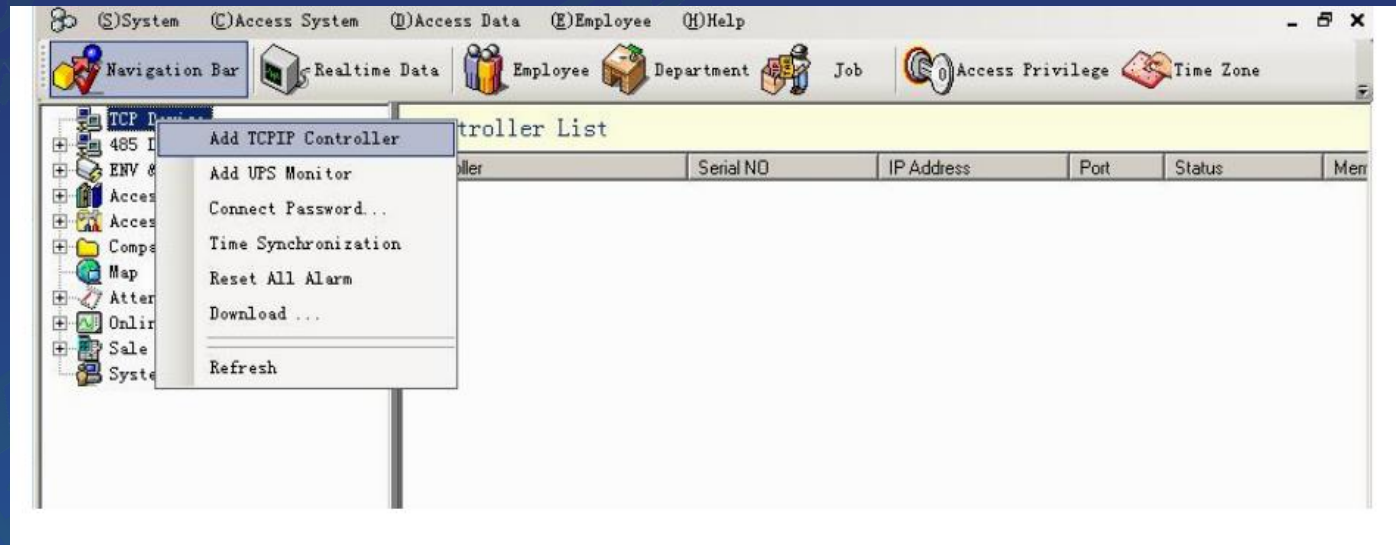 (S)System (C)Access System (D)Access Data (E)Employee (H)Help
Navigation Bar Realtime Data Employee Department Job Access Privilege Time Zone
TCP
485
ENV &
Map
Sale
Add TCPIP Controller
Add UPS Monitor
Connect Password...
Time Synchronization
Reset All Alarm
Download ...
Refresh
List
Serial NO IP Address Port Status